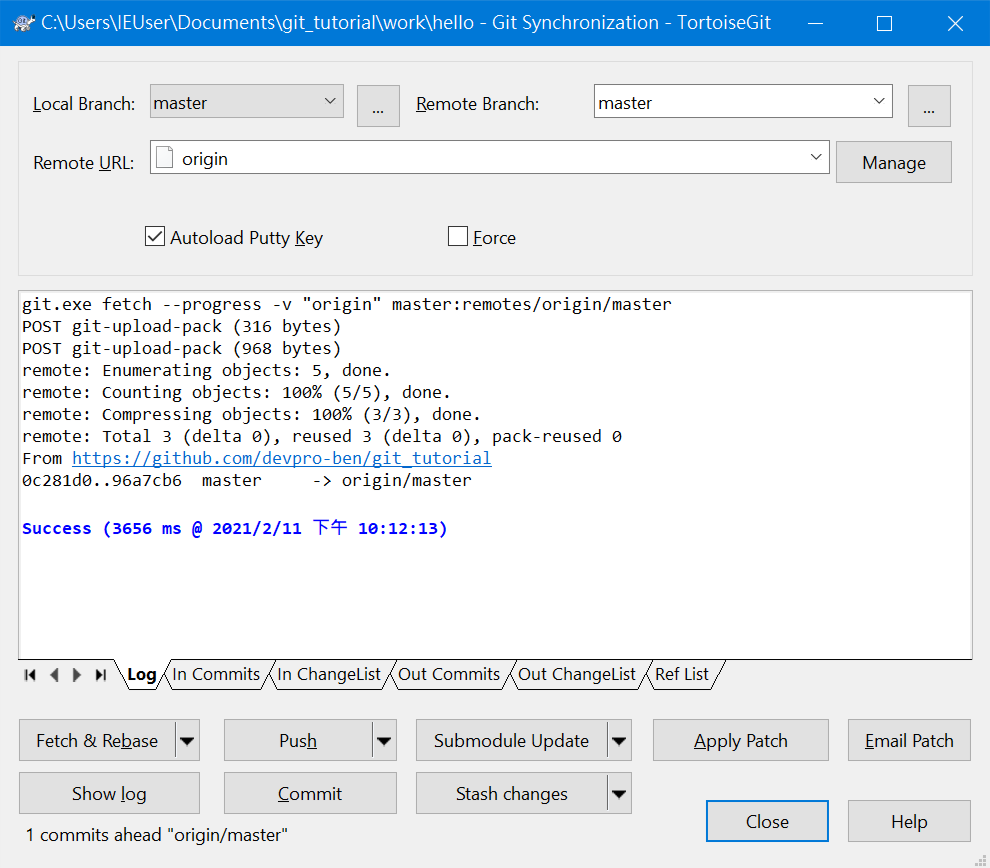 C:\Users\IEUser\Documents\git_tutorial\work\hello - Git Synchronization - TortoiseGit
Local Branch: master ... Remote Branch: master ...
Remote URL: origin Manage
Autoload Putty Key Force
git.exe fetch --progress -v "origin" master:remotes/origin/master
POST git-upload-pack (316 bytes)
POST git-upload-pack (968 bytes)
remote: Enumerating objects: 5, done.
remote: Counting objects: 100% (5/5), done.
remote: Compressing objects: 100% (3/3), done.
remote: Total 3 (delta 0), reused 3 (delta 0), pack-reused 0
From https://github.com/devpro-ben/git_tutorial
0c281d0..96a7cb6  master     -> origin/master
Success (3656 ms @ 2021/2/11 下午 10:12:13)
Log In Commits In ChangeList Out Commits Out ChangeList Ref List
Fetch & Rebase Push Submodule Update Apply Patch Email Patch
Show log Commit Stash changes
Close Help
1 commits ahead "origin/master"